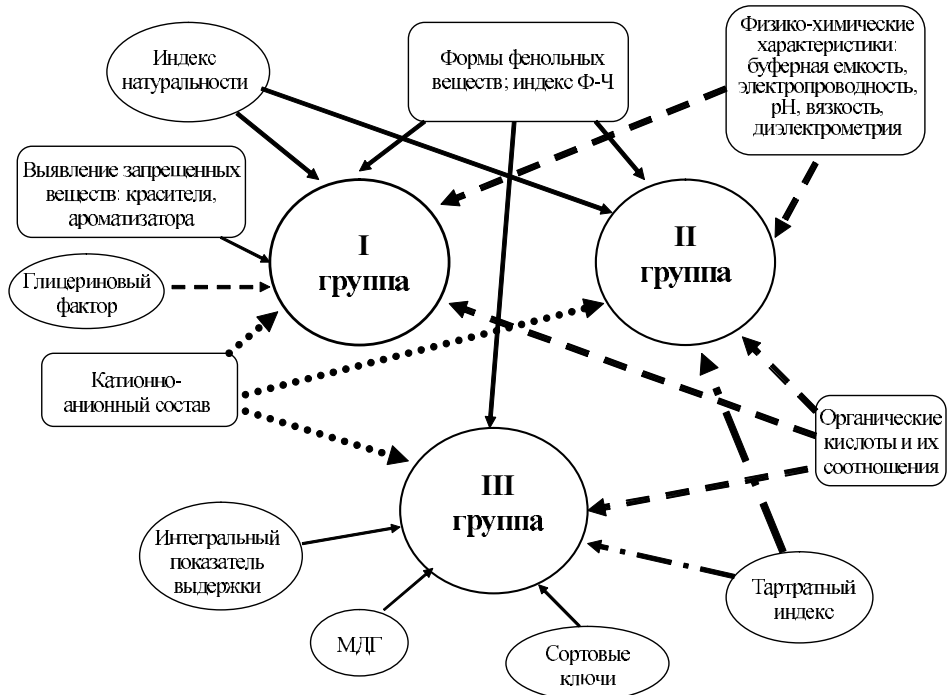 Индекс
натуральности
Формы фенольных
веществ; индекс Ф-Ч
Физико-химические
характеристики:
буферная емкость,
электропроводность,
рН, вязкость,
диэлектрометрия
Выявление запрещенных
веществ: красителя,
ароматизатора
I
группа
II
группа
Глицериновый
фактор
Катионно-
анионный состав
Органические
кислоты и их
соотношения
III
группа
Интегральный
показатель
выдержки
Тартратный
индекс
МДГ
Сортовые
ключи